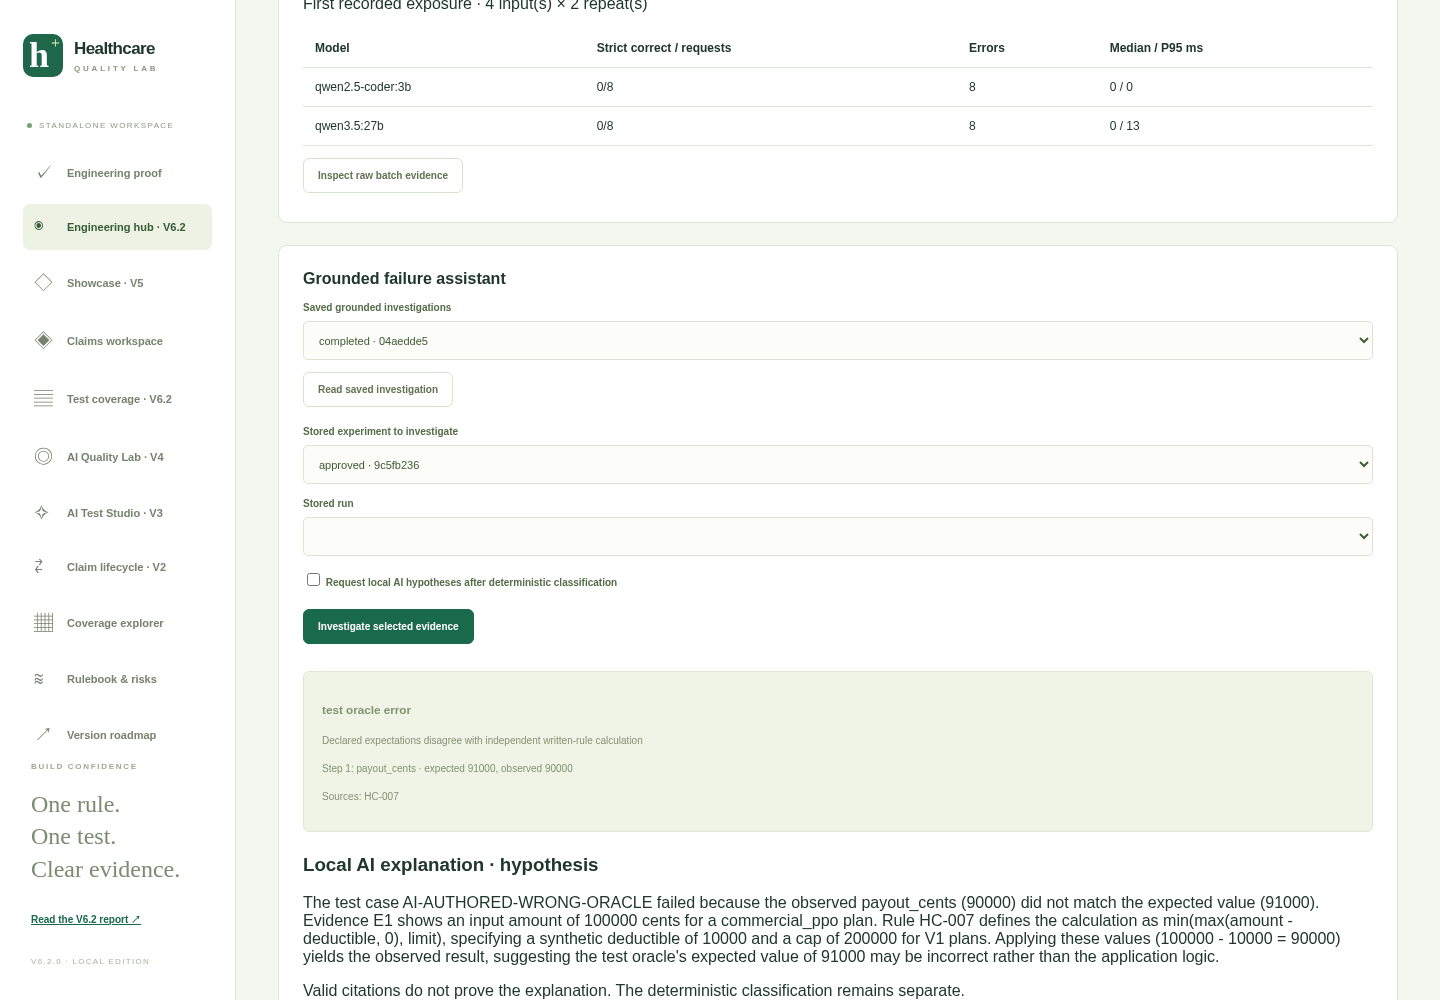 h+
Healthcare
QUALITY LAB
STANDALONE WORKSPACE
Engineering proof
Engineering hub · V6.2
Showcase · V5
Claims workspace
Test coverage · V6.2
AI Quality Lab · V4
AI Test Studio · V3
Claim lifecycle · V2
Coverage explorer
Rulebook & risks
Version roadmap
BUILD CONFIDENCE
One rule.
One test.
Clear evidence.
Read the V6.2 report ↗
V6.2.0 · LOCAL EDITION
First recorded exposure · 4 input(s) × 2 repeat(s)
Model Strict correct / requests Errors Median / P95 ms
qwen2.5-coder:3b 0/8 8 0 / 0
qwen3.5:27b 0/8 8 0 / 13
Inspect raw batch evidence
Grounded failure assistant
Saved grounded investigations
completed · 04aedde5
Read saved investigation
Stored experiment to investigate
approved · 9c5fb236
Stored run
Request local AI hypotheses after deterministic classification
Investigate selected evidence
test oracle error
Declared expectations disagree with independent written-rule calculation
Step 1: payout_cents · expected 91000, observed 90000
Sources: HC-007
Local AI explanation · hypothesis
The test case AI-AUTHORED-WRONG-ORACLE failed because the observed payout_cents (90000) did not match the expected value (91000).
Evidence E1 shows an input amount of 100000 cents for a commercial_ppo plan. Rule HC-007 defines the calculation as min(max(amount -
deductible, 0), limit), specifying a synthetic deductible of 10000 and a cap of 200000 for V1 plans. Applying these values (100000 - 10000 = 90000)
yields the observed result, suggesting the test oracle's expected value of 91000 may be incorrect rather than the application logic.
Valid citations do not prove the explanation. The deterministic classification remains separate.